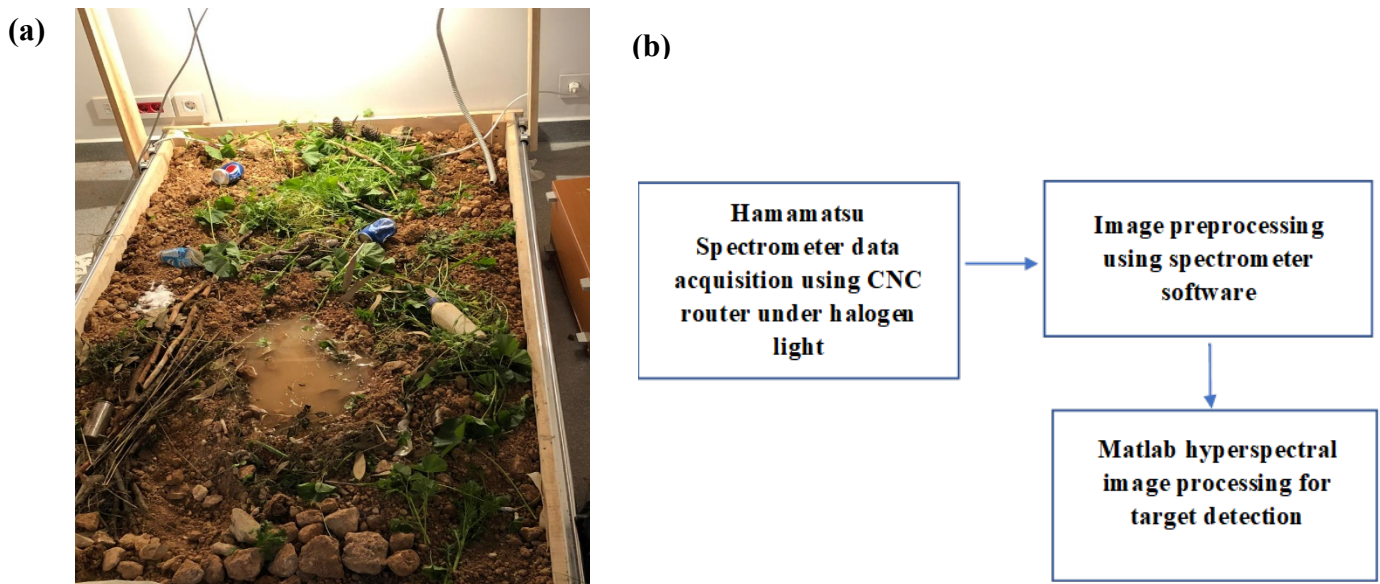 (a)
(b)
Hamamatsu
Spectrometer data
acquisition using CNC
router under halogen
light
Image preprocessing
using spectrometer
software
Matlab hyperspectral
image processing for
target detection